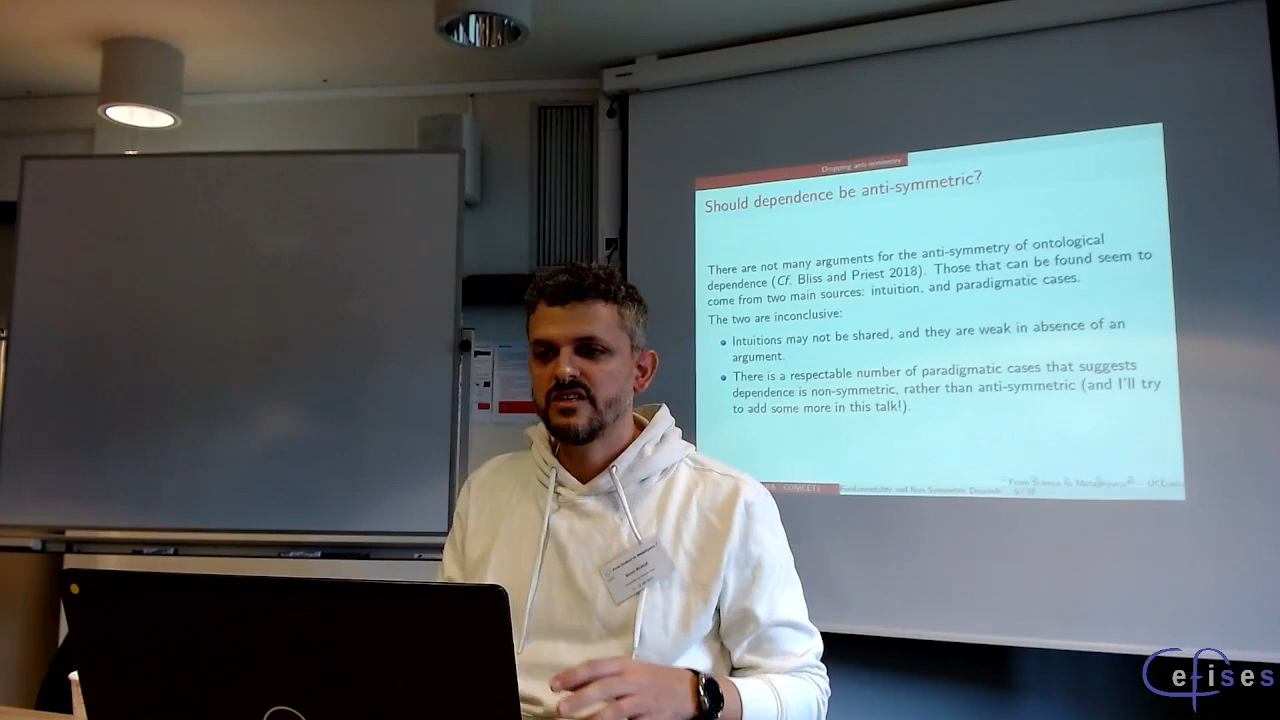 Dropping anti-symmetry
Should dependence be anti-symmetric?
There are not many arguments for the anti-symmetry of ontological
dependence (Cf. Bliss and Priest 2018). Those that can be found seem to
come from two main sources: intuition, and paradigmatic cases.
The two are inconclusive:
Intuitions may not be shared, and they are weak in absence of an
argument.
There is a respectable number of paradigmatic cases that suggests
dependence is non-symmetric, rather than anti-symmetric (and I'll try
to add some more in this talk!).
CONICET)
Fundamentality and Non Symmetric
From Science to Metaphysics
Cefises